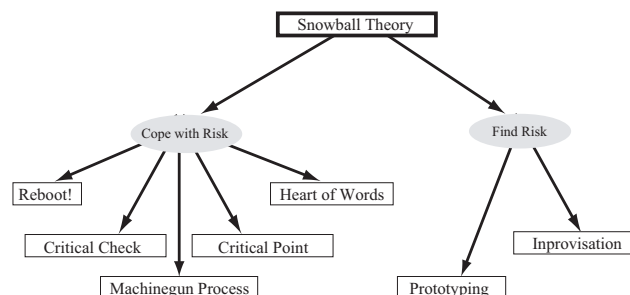 Snowball Theory
Cope with Risk
Find Risk
Reboot!
Heart of Words
Critical Check
Critical Point
Inprovisation
Machinegun Process
Prototyping